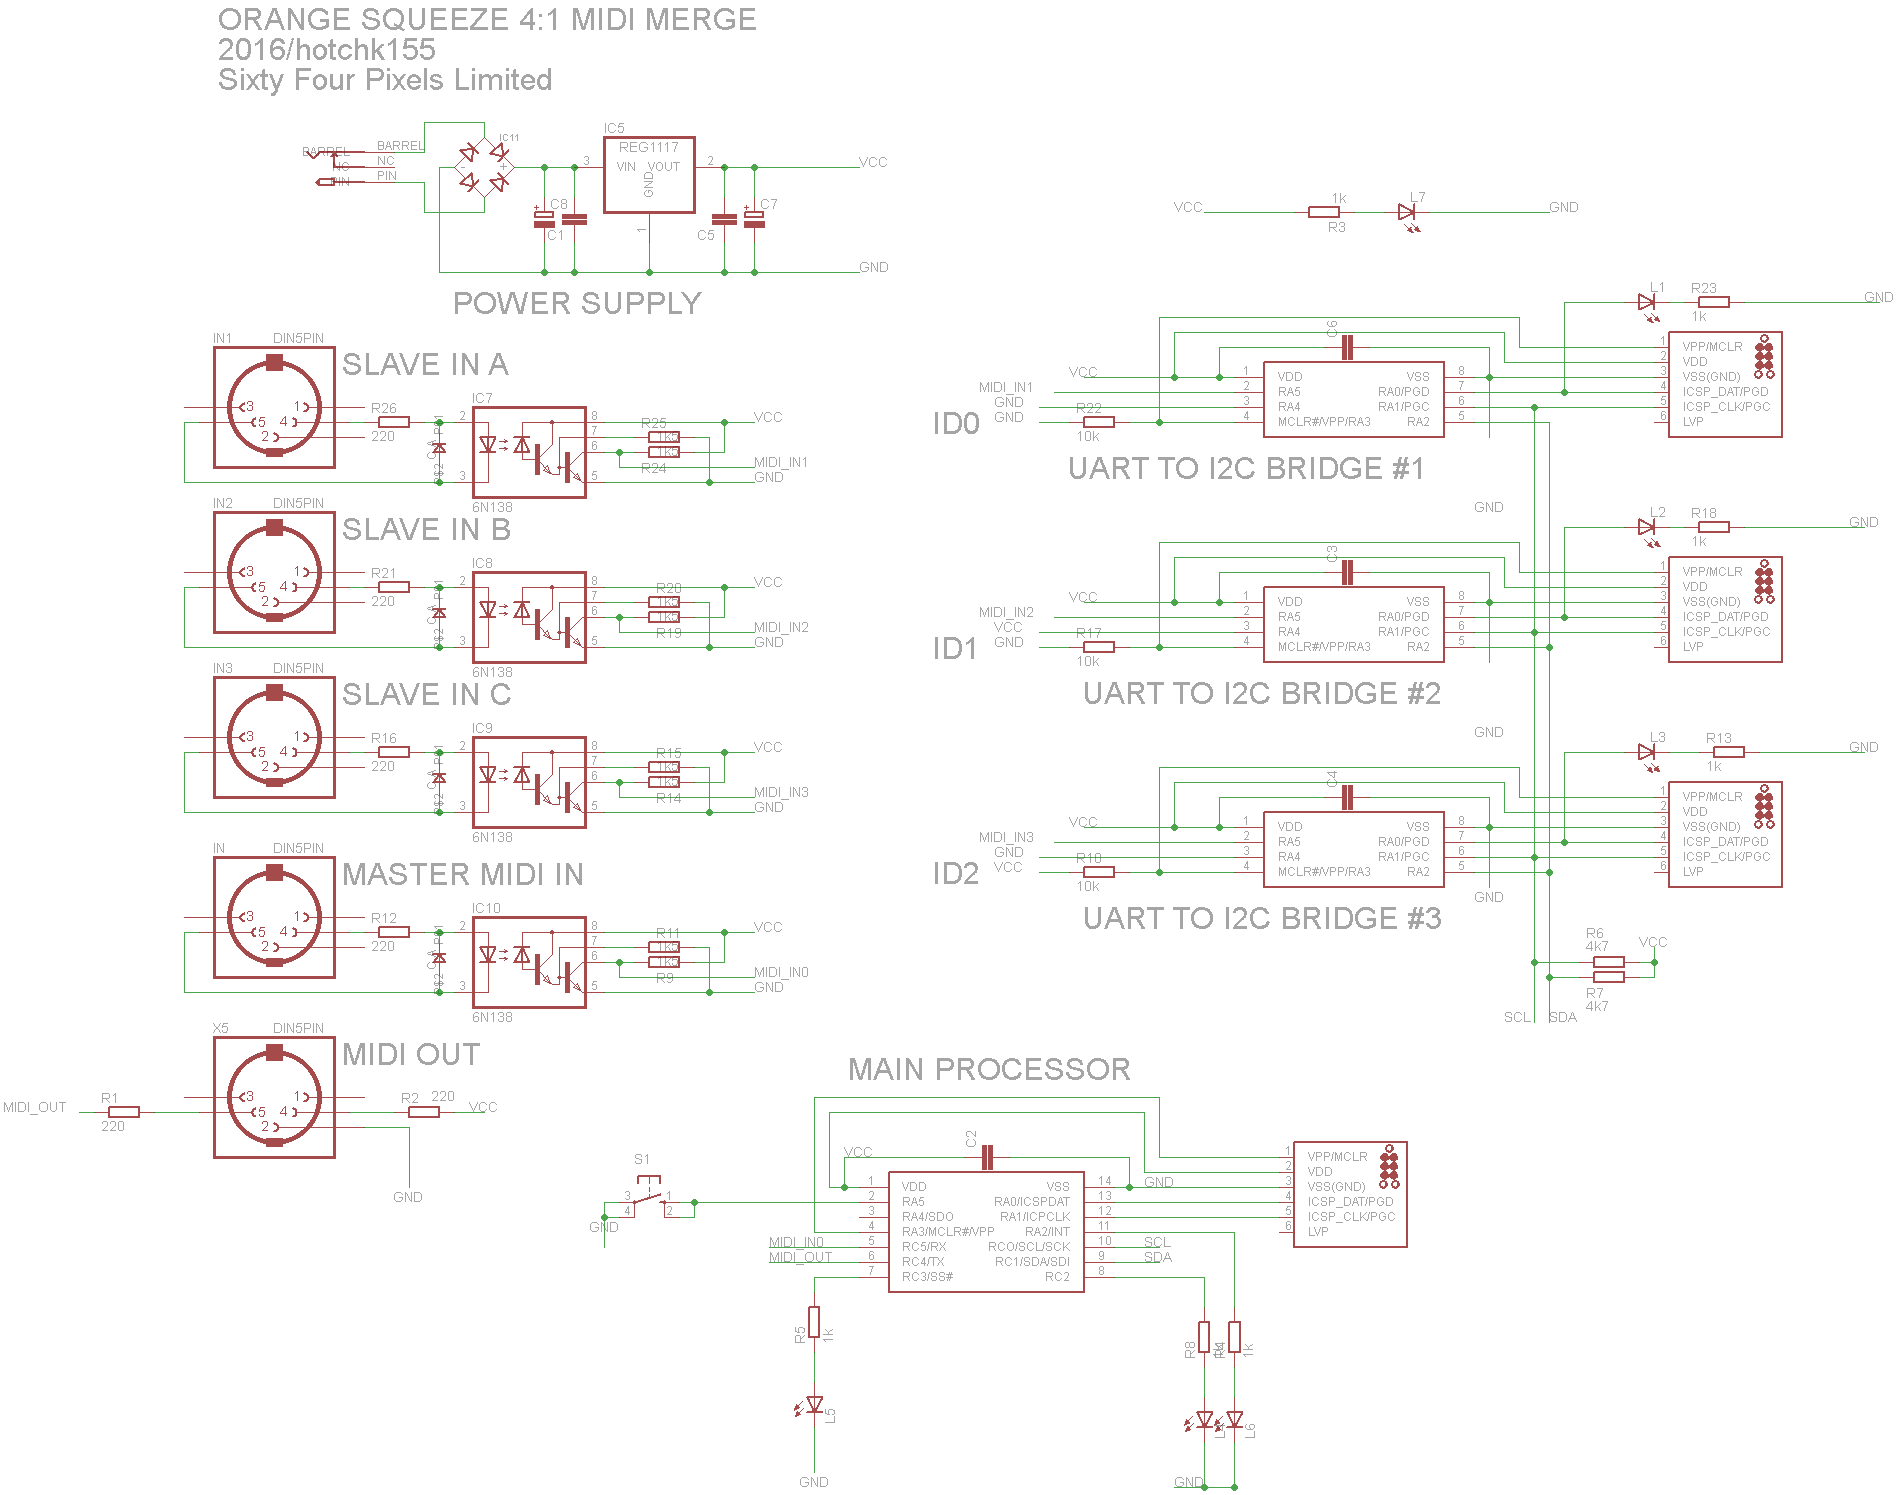 ORANGE SQUEEZE 4:1 MIDI MERGE
2016/hotchk155
Sixty Four Pixels Limited
BARREL
BARREL
NC
NC
PIN
PIN
IC11
-
+
IC5
REG1117
3
VIN
VOUT
2
GND
1
VCC
+
C8
C1
C5
+
C7
GND
POWER SUPPLY
VCC
1k
R3
L7
GND
IN1
DIN5PIN
SLAVE IN A
3
1
5
4
2
R26
220
IC7
2
3
8
7
6
5
6N138
R25
1K5
1K5
R24
VCC
MIDI_IN1
GND
IN2
DIN5PIN
SLAVE IN B
3
1
5
4
2
R21
220
IC8
2
3
8
7
6
5
6N138
R20
1K5
1K5
R19
VCC
MIDI_IN2
GND
IN3
DIN5PIN
SLAVE IN C
3
1
5
4
2
R16
220
IC9
2
3
8
7
6
5
6N138
R15
1K5
1K5
R14
VCC
MIDI_IN3
GND
IN
DIN5PIN
MASTER MIDI IN
3
1
5
4
2
R12
220
IC10
2
3
8
7
6
5
6N138
R11
1K5
1K5
R9
VCC
MIDI_IN0
GND
X5
DIN5PIN
MIDI OUT
3
1
5
4
2
MIDI_OUT
R1
220
R2
220
VCC
GND
L1
R23
1k
GND
C6
VCC
MIDI_IN1
GND
GND
ID0
R22
10k
1 VDD VSS 8
2 RA5 RA0/PGD 7
3 RA4 RA1/PGC 6
4 MCLR#/VPP/RA3 RA2 5
1 VPP/MCLR
2 VDD
3 VSS(GND)
4 ICSP_DAT/PGD
5 ICSP_CLK/PGC
6 LVP
UART TO I2C BRIDGE #1
GND
L2
R18
1k
GND
C3
VCC
MIDI_IN2
VCC
GND
ID1
R17
10k
1 VDD VSS 8
2 RA5 RA0/PGD 7
3 RA4 RA1/PGC 6
4 MCLR#/VPP/RA3 RA2 5
1 VPP/MCLR
2 VDD
3 VSS(GND)
4 ICSP_DAT/PGD
5 ICSP_CLK/PGC
6 LVP
UART TO I2C BRIDGE #2
GND
L3
R13
1k
GND
C4
VCC
MIDI_IN3
GND
VCC
ID2
R10
10k
1 VDD VSS 8
2 RA5 RA0/PGD 7
3 RA4 RA1/PGC 6
4 MCLR#/VPP/RA3 RA2 5
1 VPP/MCLR
2 VDD
3 VSS(GND)
4 ICSP_DAT/PGD
5 ICSP_CLK/PGC
6 LVP
GND
UART TO I2C BRIDGE #3
R6
4k7
VCC
R7
4k7
SCL
SDA
MAIN PROCESSOR
S1
3
1
4
2
GND
VCC
C2
GND
1 VDD VSS 14
2 RA5 RA0/ICSPDAT 13
3 RA4/SDO RA1/ICPCLK 12
4 RA3/MCLR#/VPP RA2/INT 11
5 RC5/RX RC0/SCL/SCK 10
6 RC4/TX RC1/SDA/SDI 9
7 RC3/SS# RC2 8
MIDI_IN0
MIDI_OUT
SCL
SDA
1 VPP/MCLR
2 VDD
3 VSS(GND)
4 ICSP_DAT/PGD
5 ICSP_CLK/PGC
6 LVP
R5
1k
L5
GND
R8
R4
1k
L6
GND